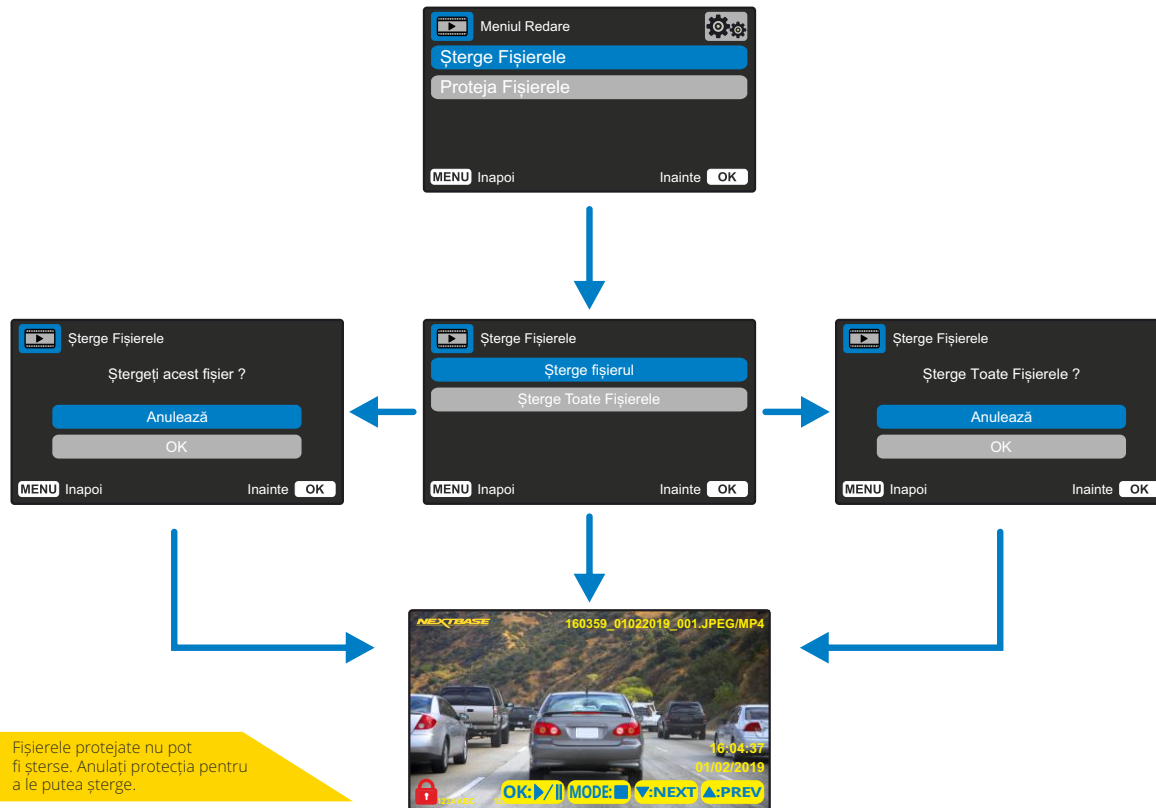 Meniul Redare
Șterge Fișierele
Proteja Fișierele
MENU Inapoi Inainte OK
Șterge Fișierele
Ștergeți acest fișier ?
Anulează
OK
MENU Inapoi Inainte OK
Șterge Fișierele
Șterge fișierul
Șterge Toate Fișierele
MENU Inapoi Inainte OK
Șterge Fișierele
Șterge Toate Fișierele ?
Anulează
OK
MENU Inapoi Inainte OK
NEXTBASE 160359_01022019_001.JPEG/MP4
16:04:37
01/02/2019
OK:▶/|| MODE:■ ▼:NEXT ▲:PREV
Fișierele protejate nu pot
fi șterse. Anulați protecția pentru
a le putea șterge.